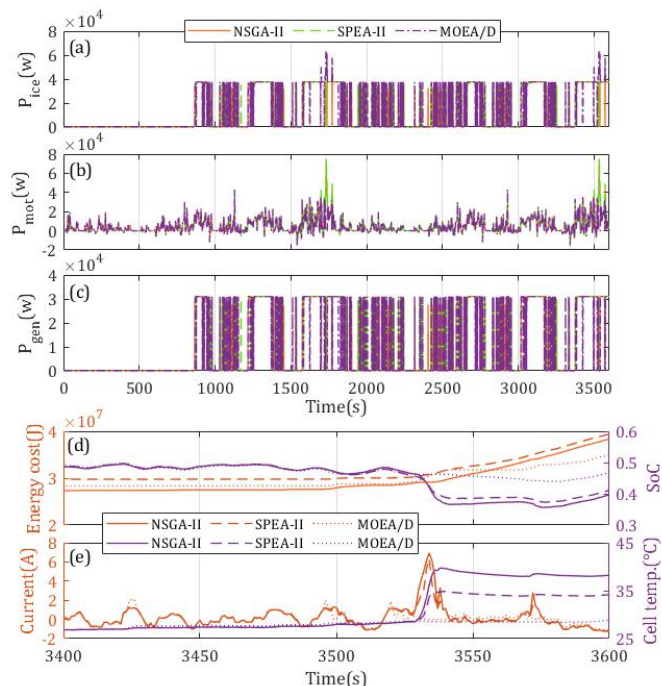 ×10⁴
NSGA-II SPEA-II MOEA/D
(a)
P_ice(w)
8
6
4
2
0
×10⁴
(b)
P_mot(w)
8
6
4
2
0
-2
×10⁴
(c)
P_gen(w)
4
3
2
1
0
0 500 1000 1500 2000 2500 3000 3500
Time(s)
×10⁷
(d)
Energy cost(J)
4
3
2
0.6
0.5
0.4
0.3
SoC
NSGA-II SPEA-II MOEA/D
NSGA-II SPEA-II MOEA/D
(e)
Current(A)
8
6
4
2
0
-2
45
35
25
Cell temp.(°C)
3400 3450 3500 3550 3600
Time(s)